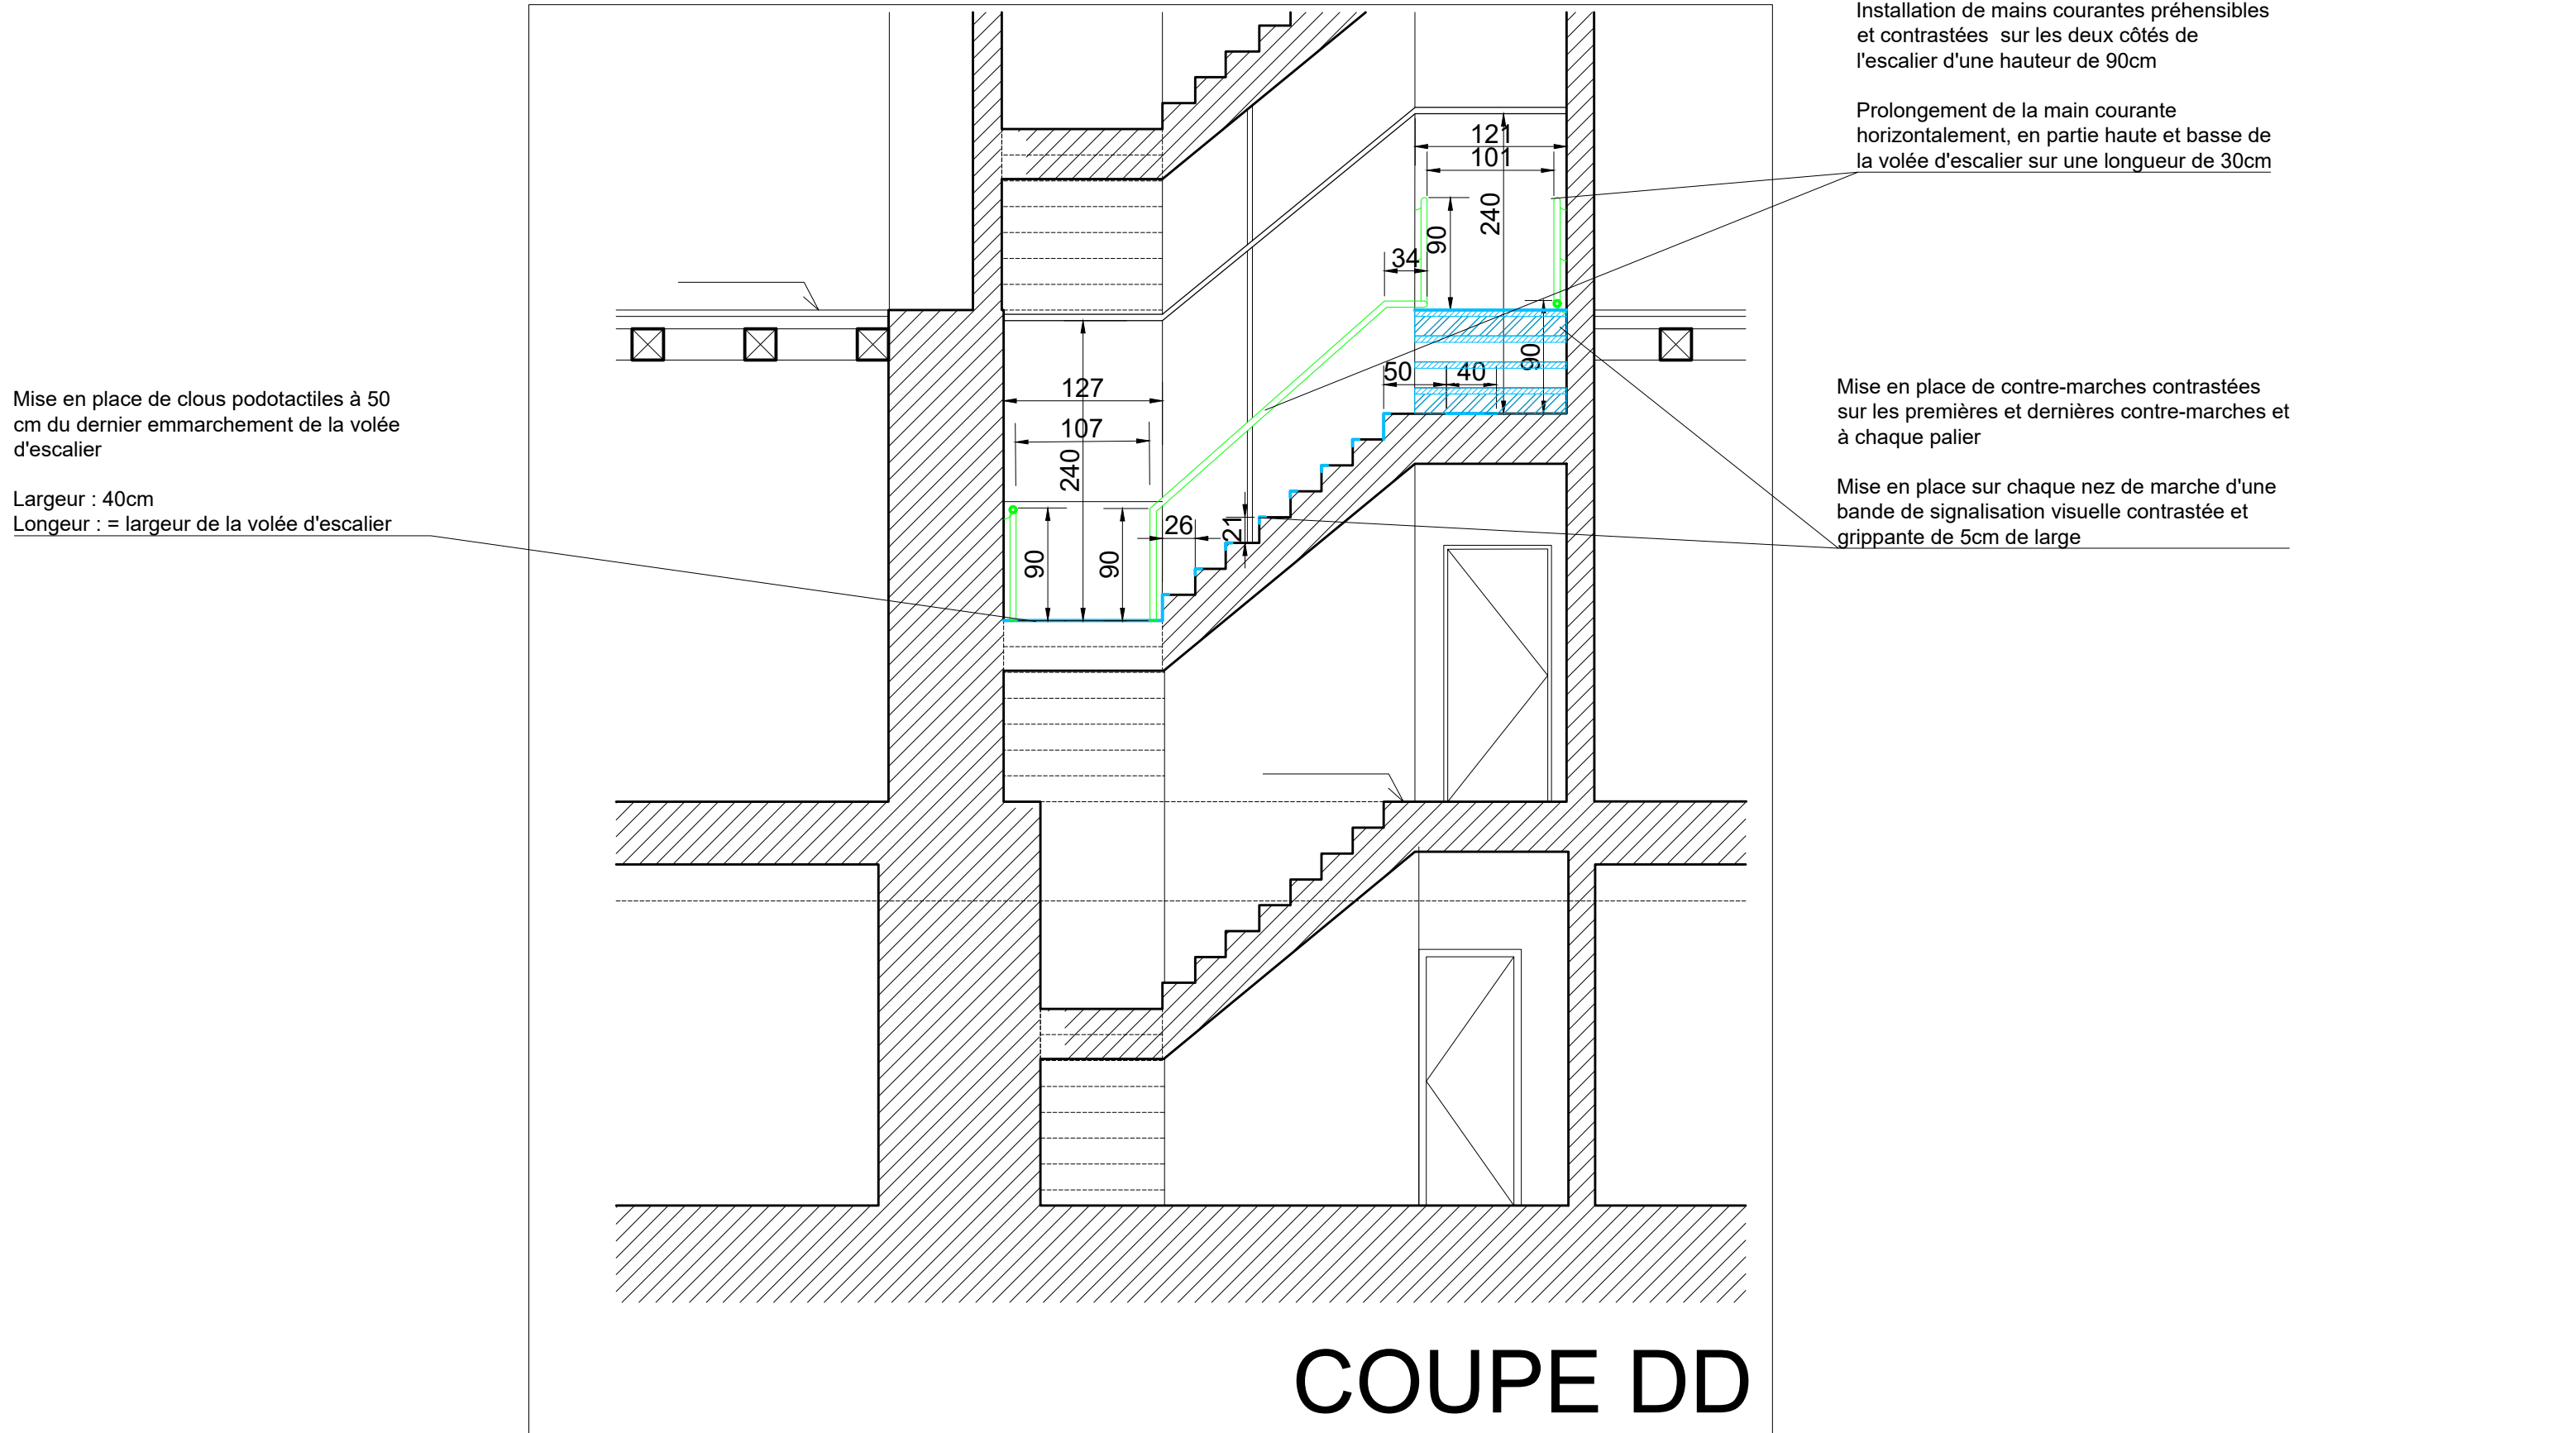 Installation de mains courantes préhensibles
et contrastées  sur les deux côtés de
l'escalier d'une hauteur de 90cm
Prolongement de la main courante
horizontalement, en partie haute et basse de
la volée d'escalier sur une longueur de 30cm
121
101
240
90
34
90
50
40
Mise en place de clous podotactiles à 50
cm du dernier emmarchement de la volée
d'escalier
Largeur : 40cm
Longeur : = largeur de la volée d'escalier
127
107
240
90
90
26
21
Mise en place de contre-marches contrastées
sur les premières et dernières contre-marches et
à chaque palier
Mise en place sur chaque nez de marche d'une
bande de signalisation visuelle contrastée et
grippante de 5cm de large
COUPE DD